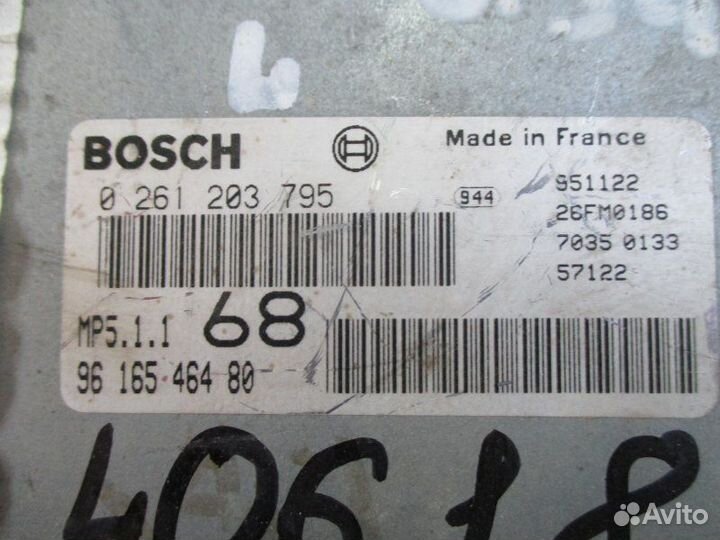 BOSCH
Made in France
0 261 203 795
944
951122
26FM0186
7035 0133
57122
MP5.1.1
68
96 165 464 80
406 1.8
Avito